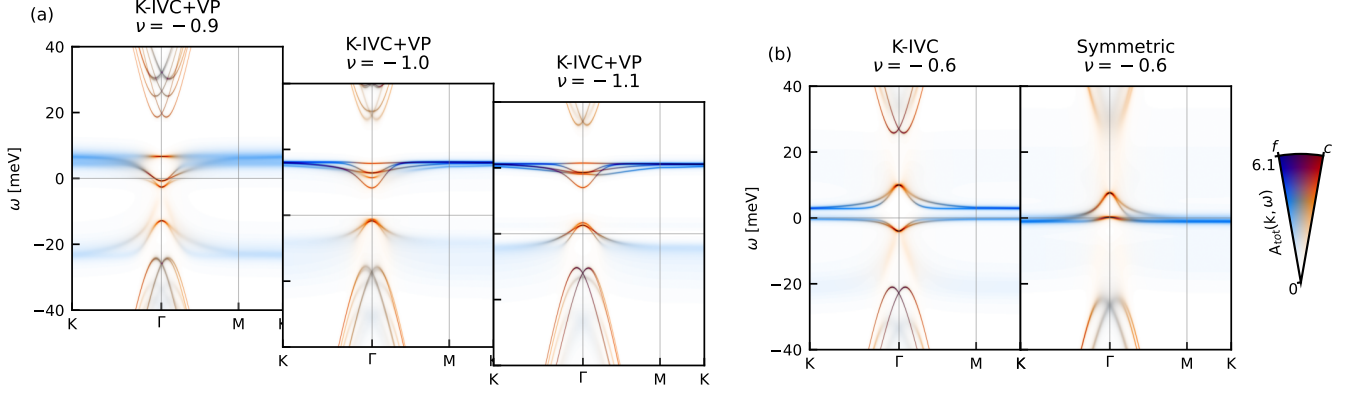 (a)
K-IVC+VP
ν = −0.9
K-IVC+VP
ν = −1.0
K-IVC+VP
ν = −1.1
ω [meV]
40
20
0
−20
−40
K Γ M K
K Γ M K
K Γ M K
(b)
K-IVC
ν = −0.6
Symmetric
ν = −0.6
ω [meV]
40
20
0
−20
−40
K Γ M K
K Γ M K
f c
6.1
A_tot(k, ω)
0